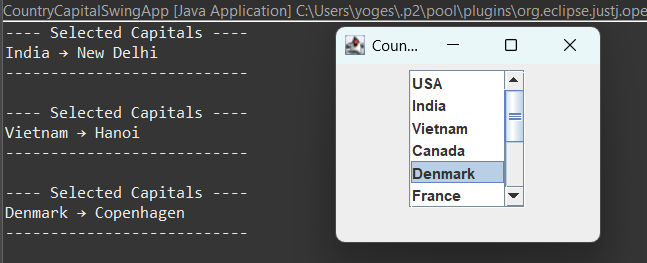 CountryCapitalSwingApp [Java Application] C:\Users\yoges\.p2\pool\plugins\org.eclipse.justj.ope
---- Selected Capitals ----
India → New Delhi
---------------------------
---- Selected Capitals ----
Vietnam → Hanoi
---------------------------
---- Selected Capitals ----
Denmark → Copenhagen
---------------------------
Coun...
USA
India
Vietnam
Canada
Denmark
France